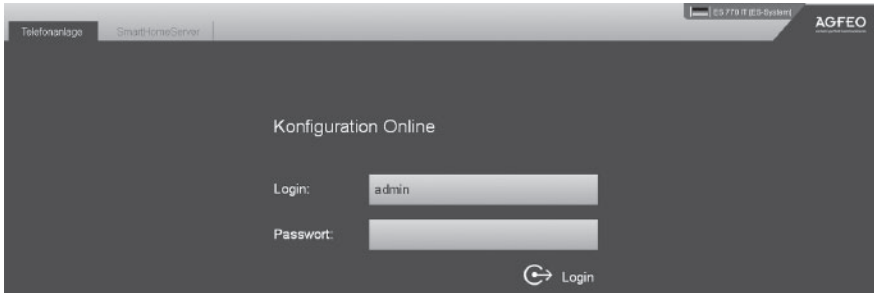 ES 770 IT [ES-System]
AGFEO
Telefonanlage
SmartHomeServer
Konfiguration Online
Login:
admin
Passwort:
Login